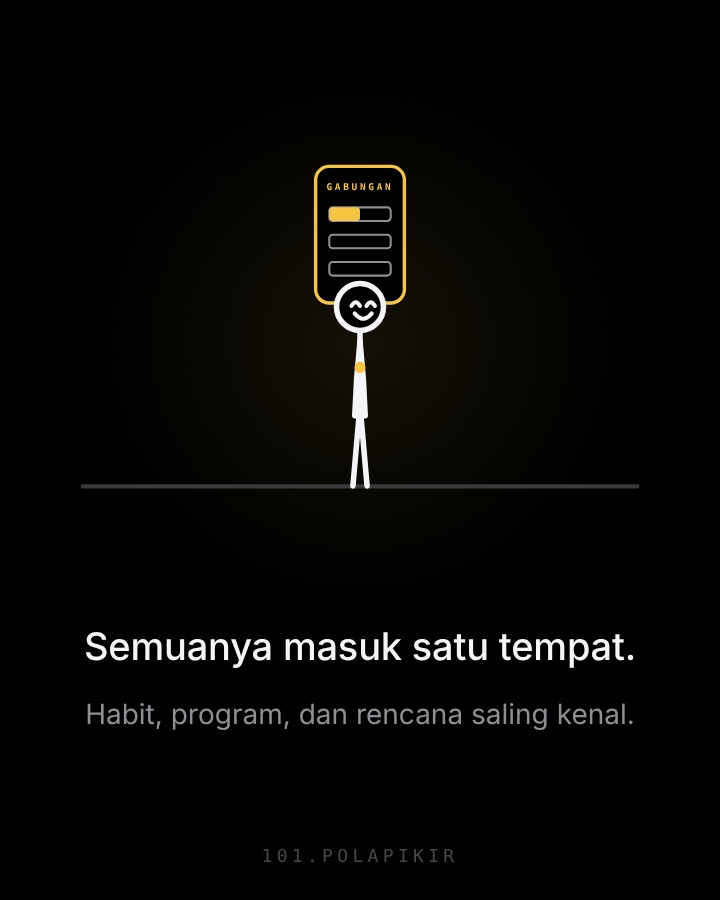 GABUNGAN
Semuanya masuk satu tempat.
Habit, program, dan rencana saling kenal.
101.POLAPIKIR